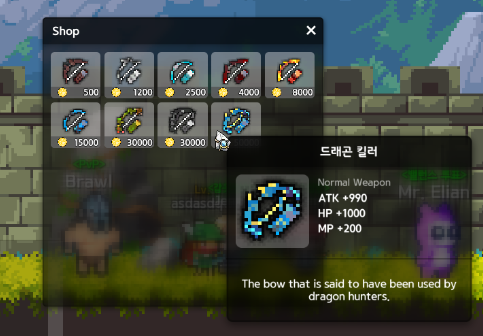 Shop
500
1200
2500
4000
8000
15000
30000
30000
드래곤 킬러
Normal Weapon
ATK +990
HP +1000
MP +200
The bow that is said to have been used by
dragon hunters.
Brawl
asdasd
Mr. Elian